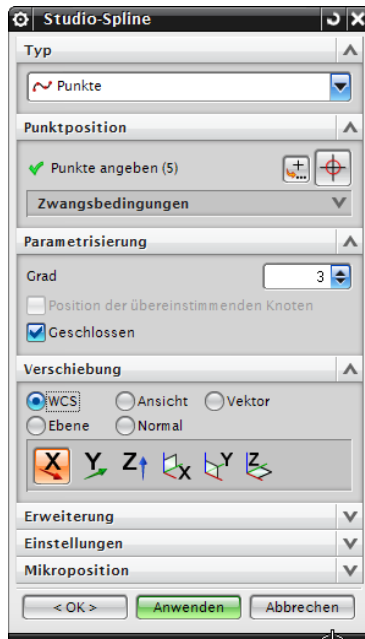 Studio-Spline
Typ
Punkte
Punktposition
Punkte angeben (5)
Zwangsbedingungen
Parametrisierung
Grad 3
Position der übereinstimmenden Knoten
Geschlossen
Verschiebung
WCS Ansicht Vektor
Ebene Normal
X Y Z X Y Z
Erweiterung
Einstellungen
Mikroposition
< OK > Anwenden Abbrechen